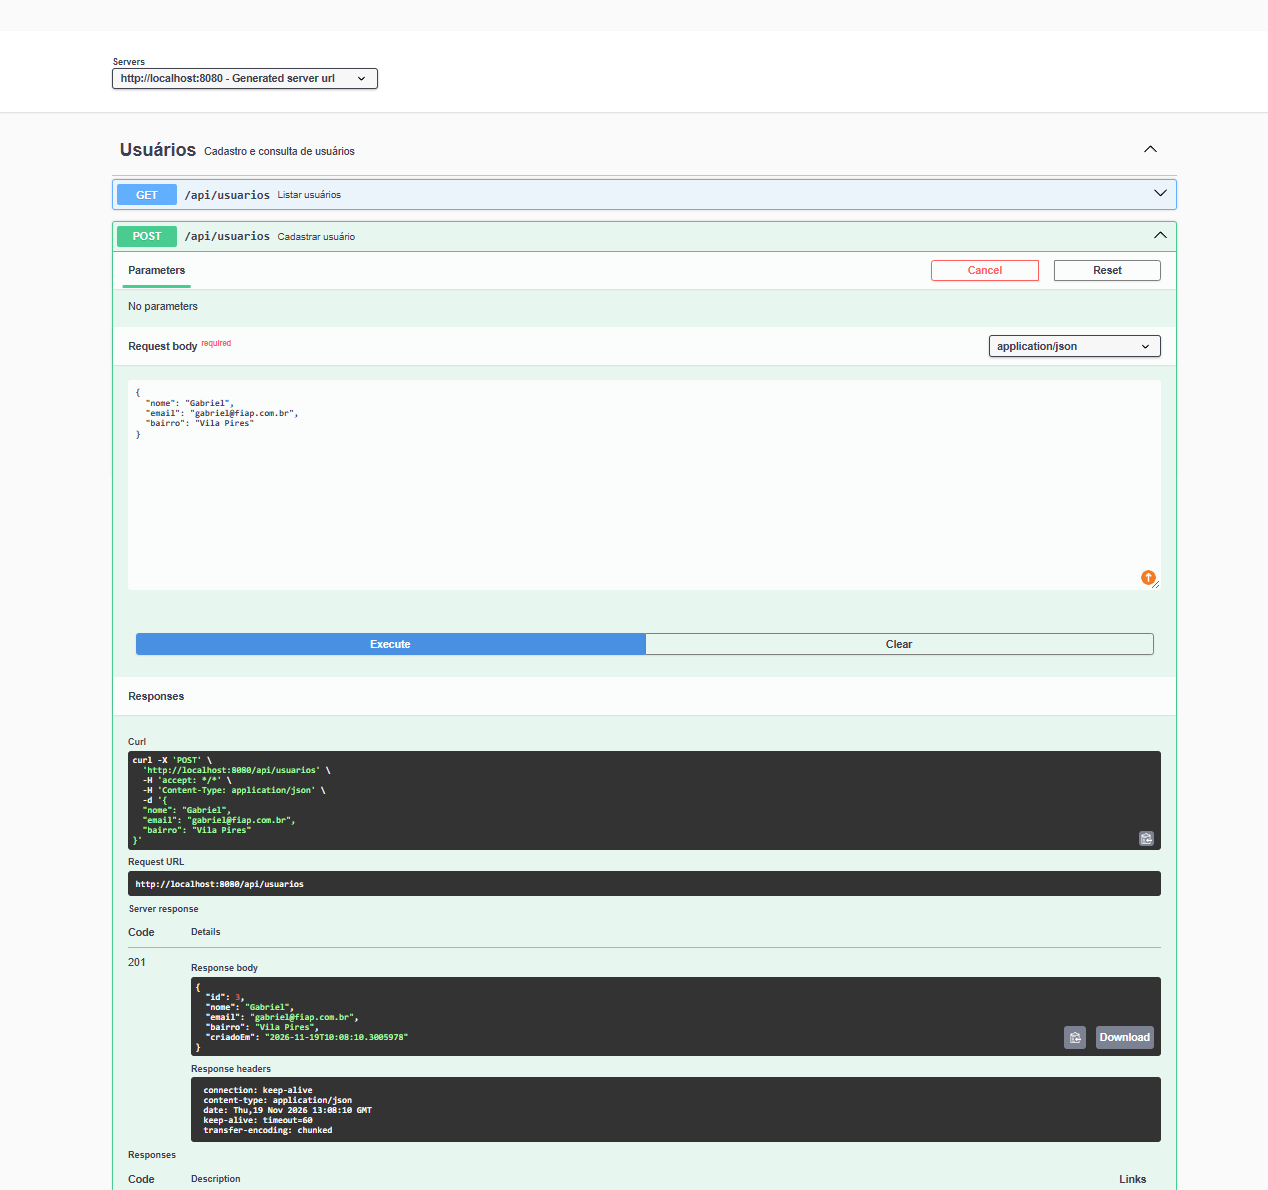 Servers
http://localhost:8080 - Generated server url
Usuários Cadastro e consulta de usuários
GET /api/usuarios Listar usuários
POST /api/usuarios Cadastrar usuário
Parameters Cancel Reset
No parameters
Request body required application/json
{
"nome": "Gabriel",
"email": "gabriel@fiap.com.br",
"bairro": "Vila Pires"
}
Execute Clear
Responses
Curl
curl -X 'POST' \
'http://localhost:8080/api/usuarios' \
-H 'accept: */*' \
-H 'Content-Type: application/json' \
-d '{
"nome": "Gabriel",
"email": "gabriel@fiap.com.br",
"bairro": "Vila Pires"
}'
Request URL
http://localhost:8080/api/usuarios
Server response
Code Details
201 Response body
{
"id": 3,
"nome": "Gabriel",
"email": "gabriel@fiap.com.br",
"bairro": "Vila Pires",
"criadoEm": "2026-11-19T10:08:10.3005978"
}
Download
Response headers
connection: keep-alive
content-type: application/json
date: Thu,19 Nov 2026 13:08:10 GMT
keep-alive: timeout=60
transfer-encoding: chunked
Responses
Code Description Links